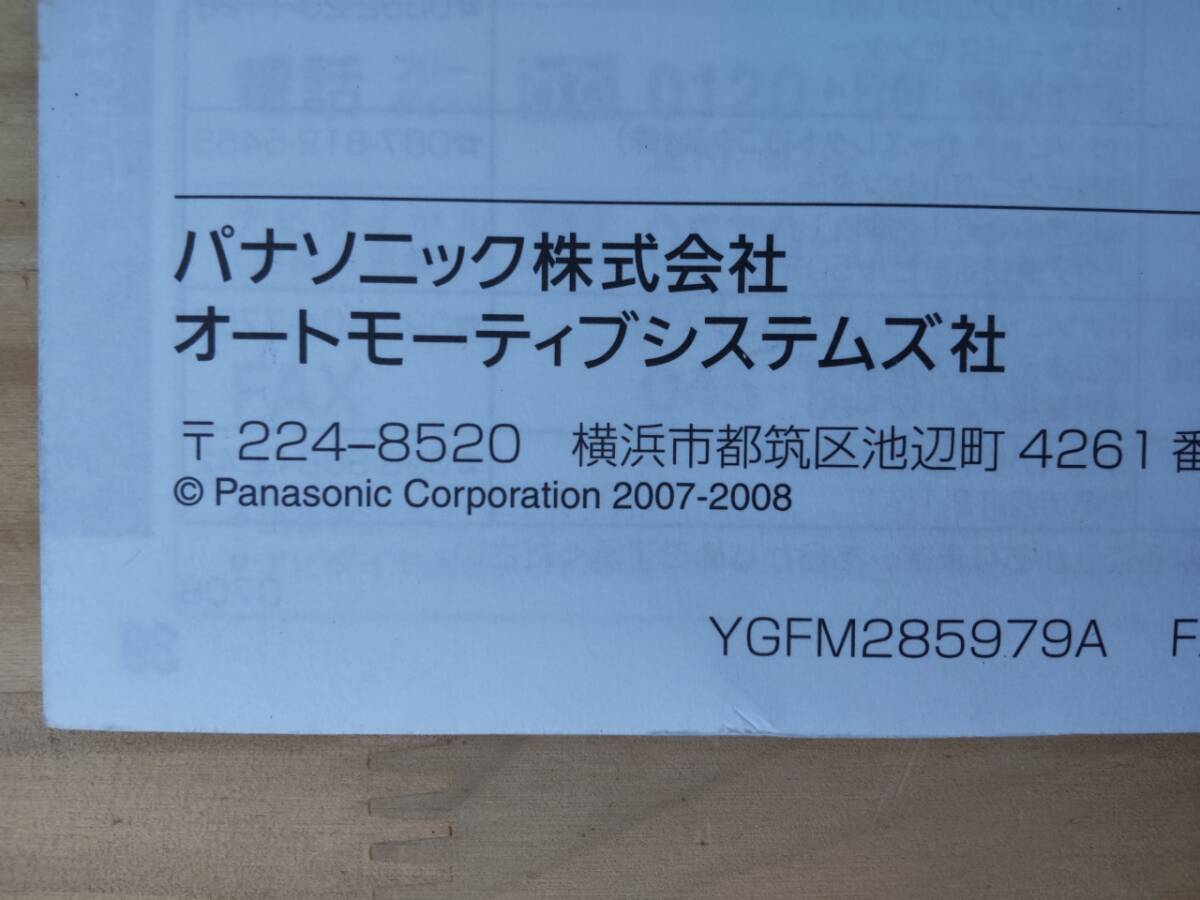 パナソニック株式会社
オートモーティブシステムズ社
〒224-8520 横浜市都筑区池辺町 4261 番
© Panasonic Corporation 2007-2008
YGFM285979A F